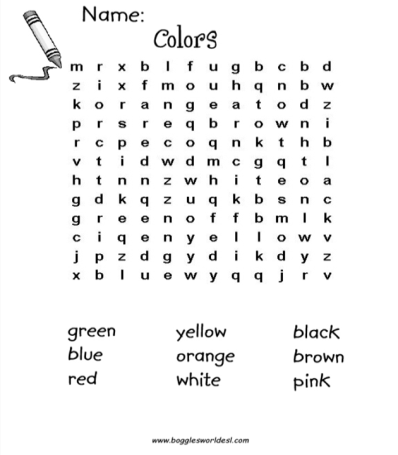 Name:
Colors
m r x b l f u g b c b d
z i x f m o u h q n b w
k o r a n g e a t o d z
p r s r e q b r o w n i
r c p e c o q n k t h b
v t i d w d m c g q t l
h t n n z w h i t e o a
g d k q z u q k b s n c
g r e e n o f f b m l k
c i q e n y e l l o w v
j p z d g y d i k d y z
x b l u e w y q q j r v
green yellow black
blue orange brown
red white pink
www.bogglesworldesl.com